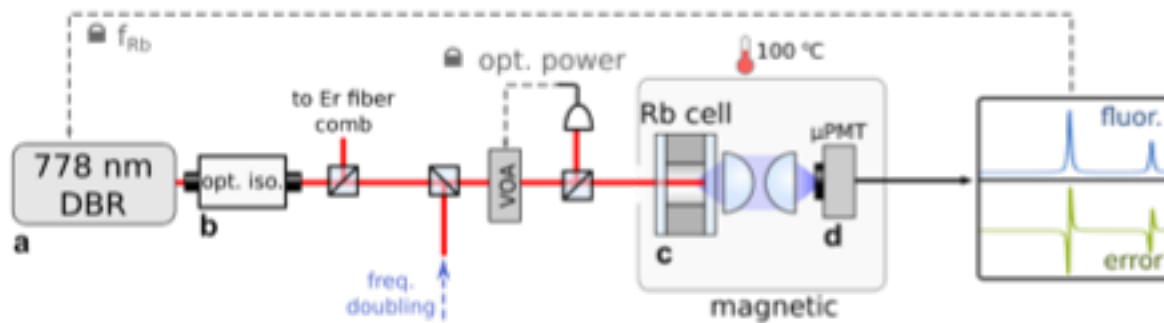 f_Rb
opt. power
100 °C
to Er fiber
comb
Rb cell
μPMT
fluor.
778 nm
DBR
opt. iso.
VOA
a
b
c
d
error
freq.
doubling
magnetic